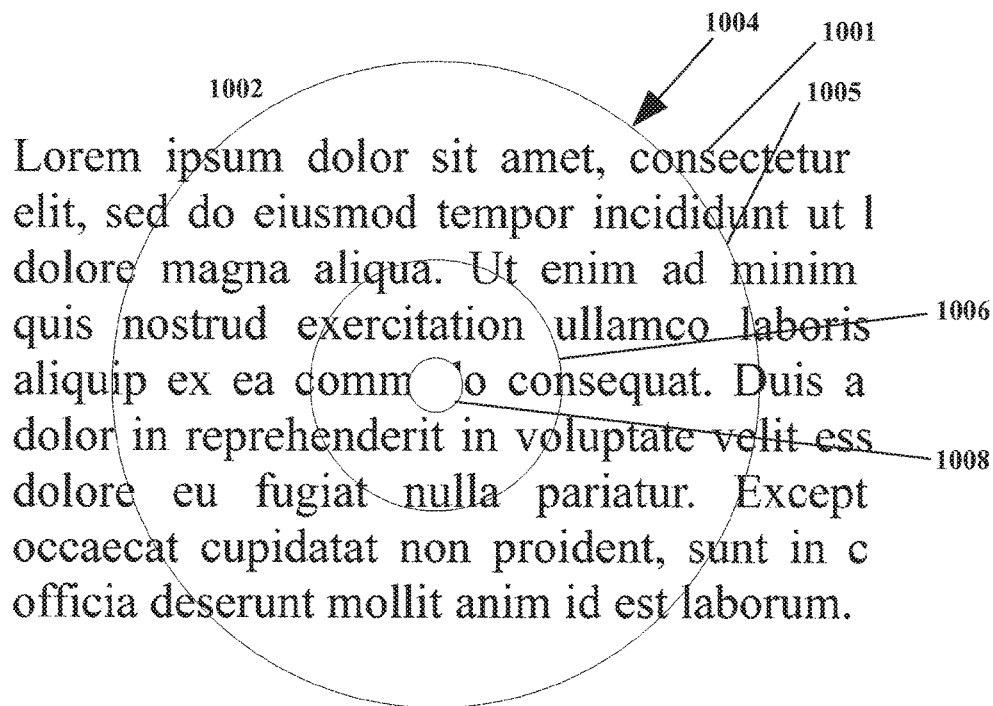 1004
1001
1002
1005
Lorem ipsum dolor sit amet, consectetur
elit, sed do eiusmod tempor incididunt ut l
dolore magna aliqua. Ut enim ad minim
quis nostrud exercitation ullamco laboris
1006
aliquip ex ea comm do consequat. Duis a
dolor in reprehenderit in voluptate velit ess
1008
dolore eu fugiat nulla pariatur. Except
occaecat cupidatat non proident, sunt in c
officia deserunt mollit anim id est laborum.